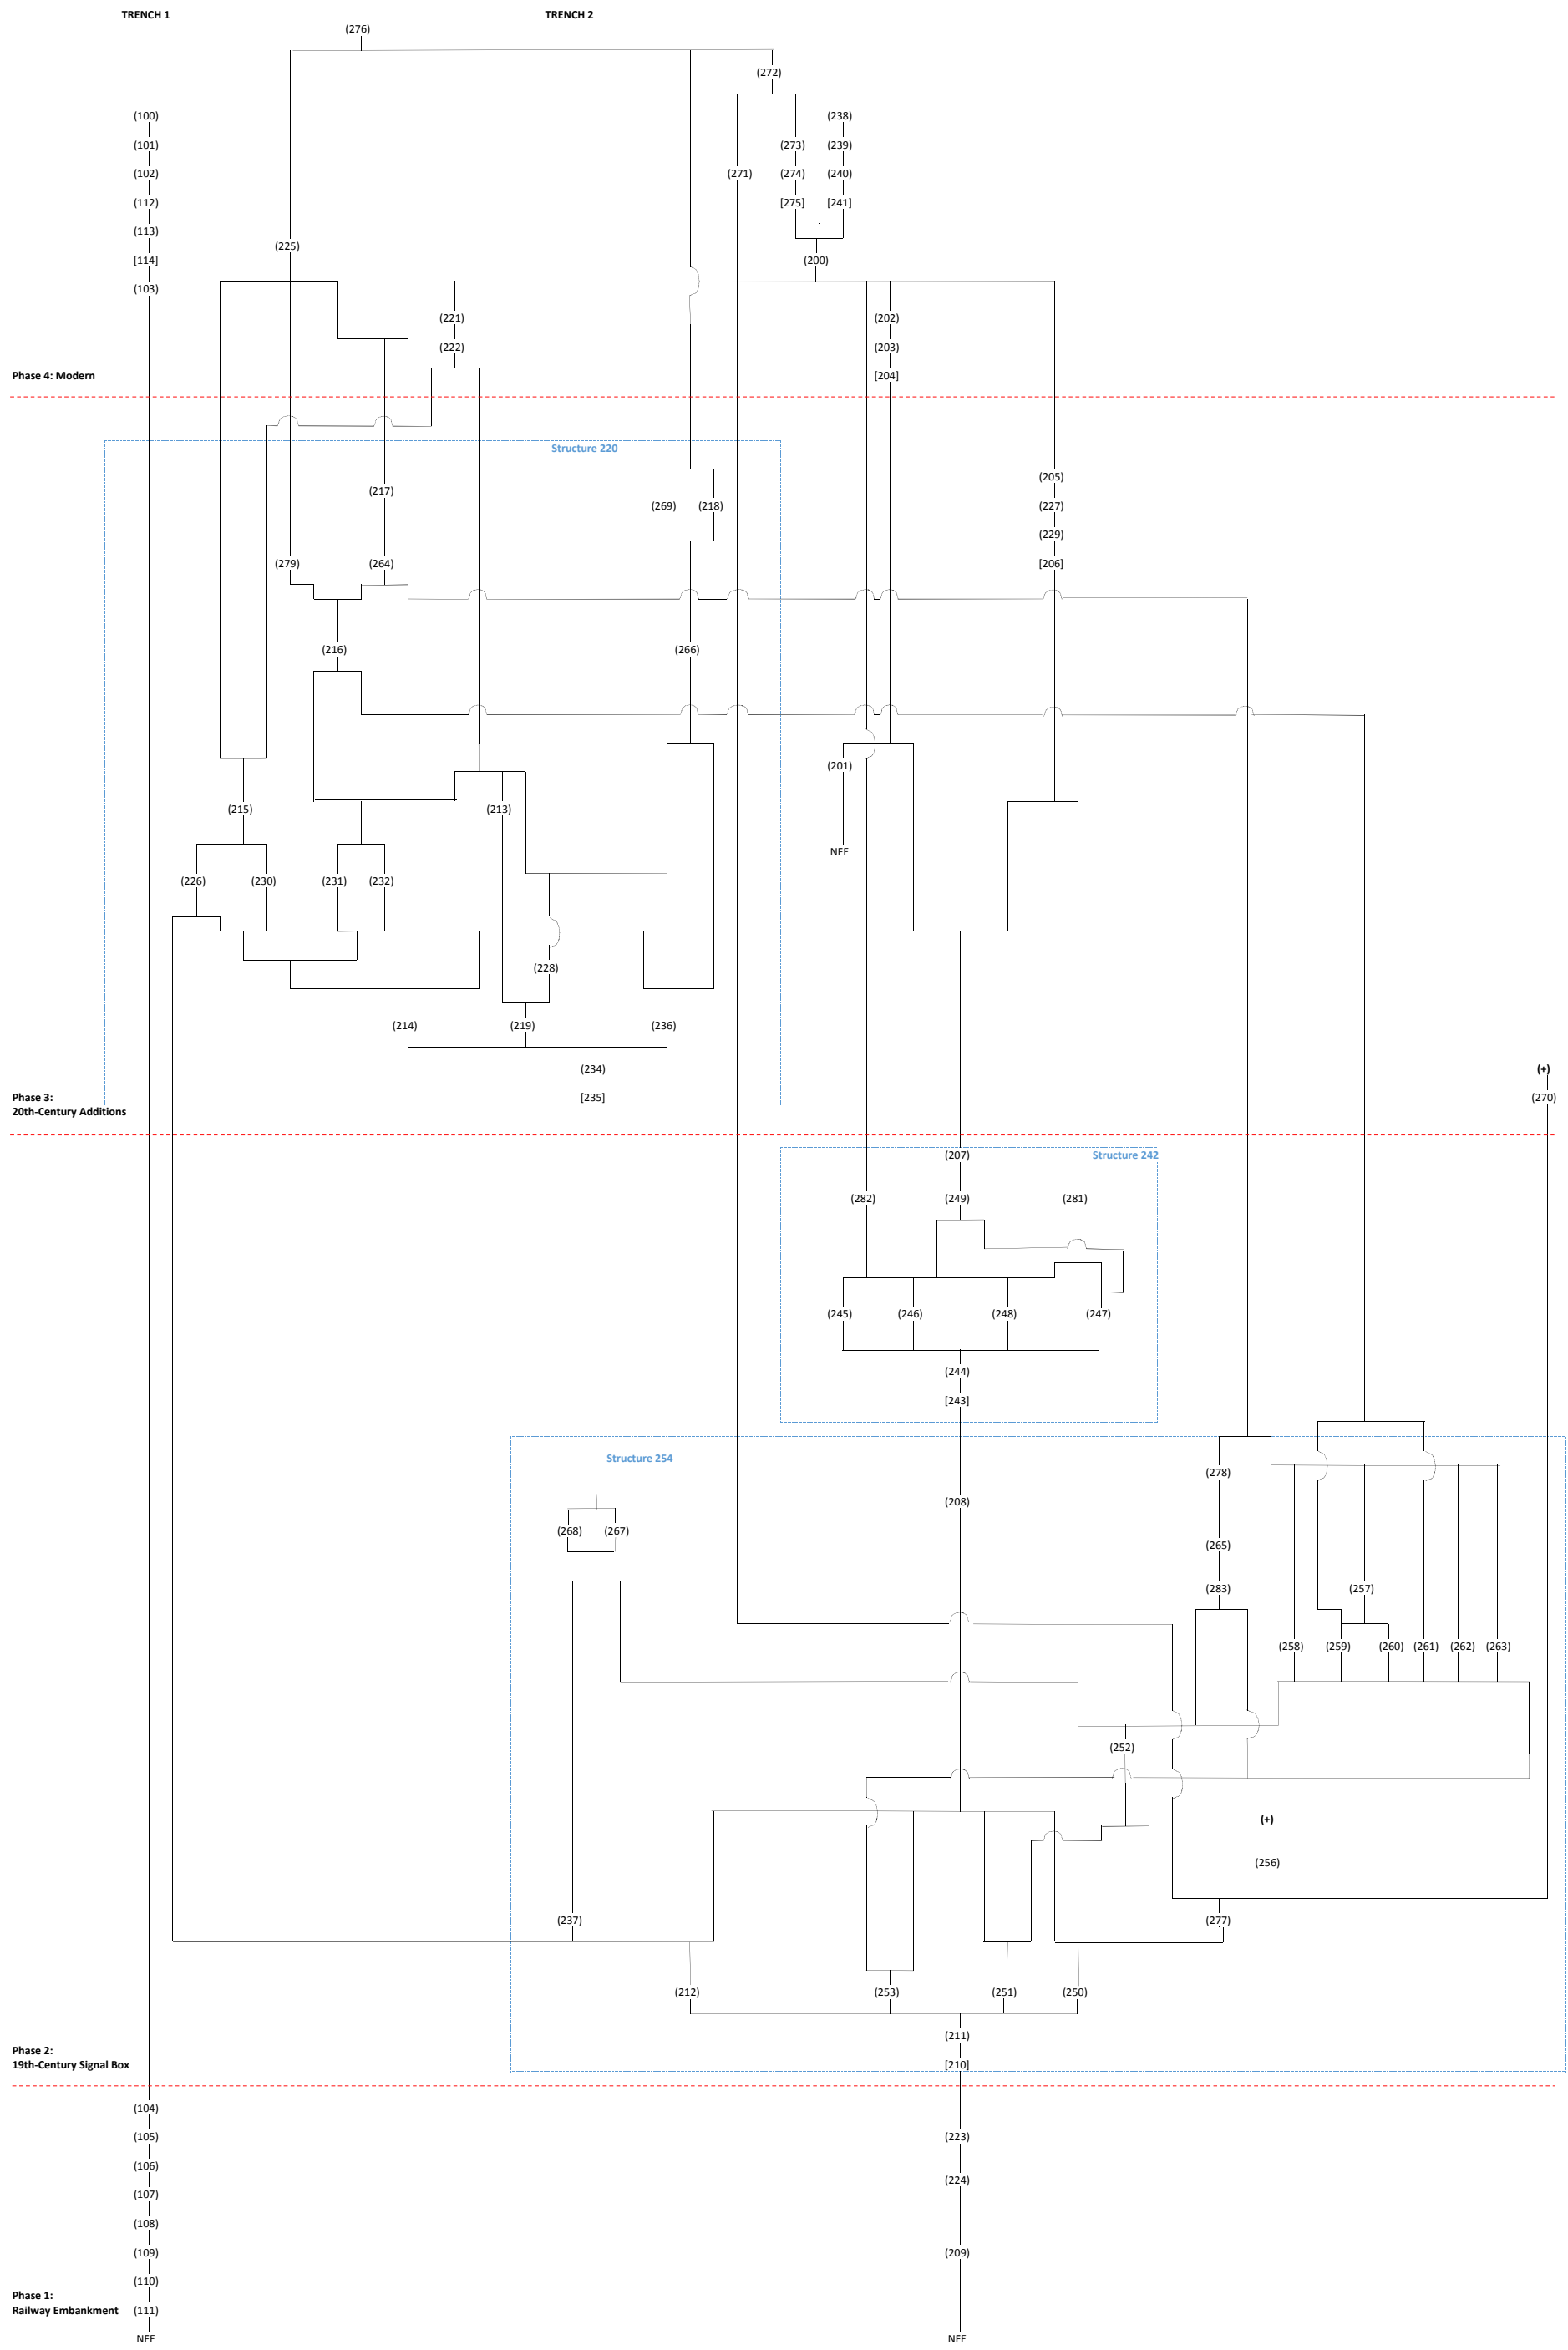 TRENCH 1 TRENCH 2
(276)
(272)
(100) (238)
(101) (273) (239)
(102) (271) (274) (240)
(112) [275] [241]
(113)
(225)
[114] (200)
(103)
(221) (202)
(222) (203)
Phase 4: Modern [204]
Structure 220
(205)
(217)
(269) (218) (227)
(229)
(279) (264) [206]
(216) (266)
(201)
(215) (213)
NFE
(226) (230) (231) (232)
(228)
(214) (219) (236)
(234) (+)
Phase 3: [235] (270)
20th-Century Additions
(207) Structure 242
(282) (249) (281)
(245) (246) (248) (247)
(244)
[243]
Structure 254
(278)
(208)
(268) (267)
(265)
(283) (257)
(258) (259) (260) (261) (262) (263)
(252)
(+)
(256)
(237) (277)
(212) (253) (251) (250)
(211)
Phase 2:
19th-Century Signal Box [210]
(104)
(105) (223)
(106)
(224)
(107)
(108)
(109) (209)
(110)
Phase 1:
Railway Embankment (111)
NFE NFE